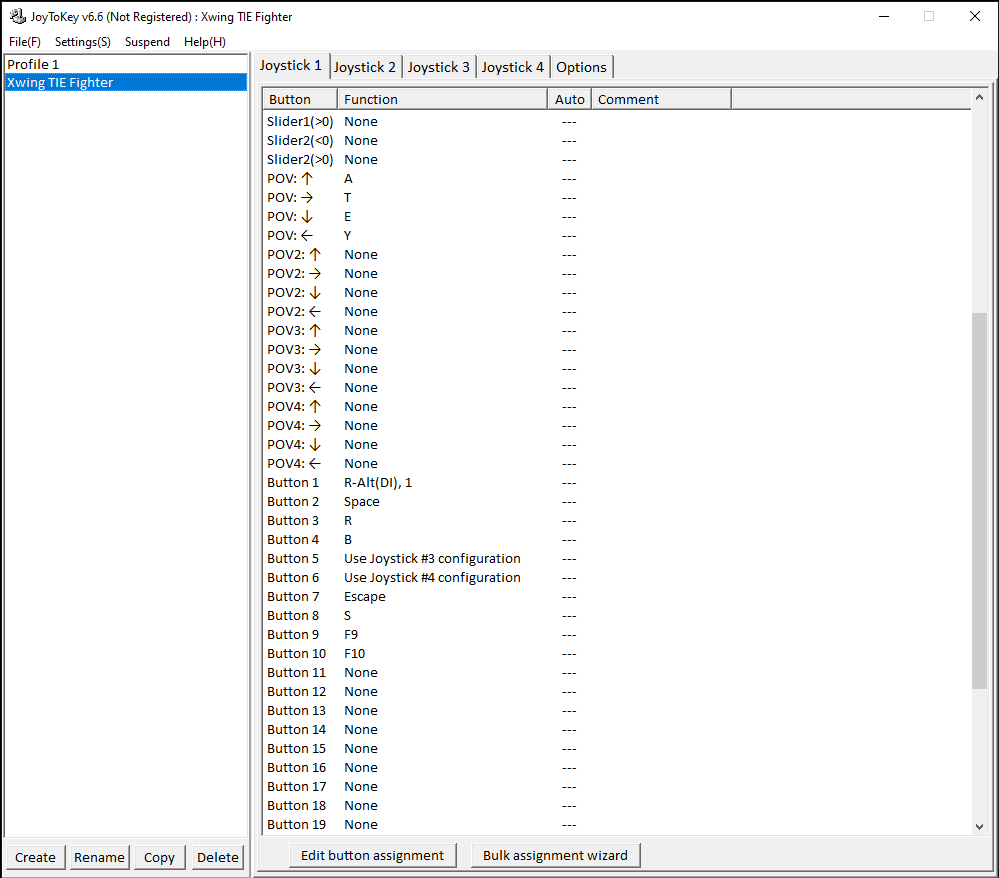 JoyToKey v6.6 (Not Registered) : Xwing TIE Fighter
File(F) Settings(S) Suspend Help(H)
Profile 1
Xwing TIE Fighter
Joystick 1 Joystick 2 Joystick 3 Joystick 4 Options
Button Function Auto Comment
Slider1(>0) None ---
Slider2(<0) None ---
Slider2(>0) None ---
POV: ↑ A ---
POV: → T ---
POV: ↓ E ---
POV: ← Y ---
POV2: ↑ None ---
POV2: → None ---
POV2: ↓ None ---
POV2: ← None ---
POV3: ↑ None ---
POV3: → None ---
POV3: ↓ None ---
POV3: ← None ---
POV4: ↑ None ---
POV4: → None ---
POV4: ↓ None ---
POV4: ← None ---
Button 1 R-Alt(DI), 1 ---
Button 2 Space ---
Button 3 R ---
Button 4 B ---
Button 5 Use Joystick #3 configuration ---
Button 6 Use Joystick #4 configuration ---
Button 7 Escape ---
Button 8 S ---
Button 9 F9 ---
Button 10 F10 ---
Button 11 None ---
Button 12 None ---
Button 13 None ---
Button 14 None ---
Button 15 None ---
Button 16 None ---
Button 17 None ---
Button 18 None ---
Button 19 None ---
Create Rename Copy Delete Edit button assignment Bulk assignment wizard